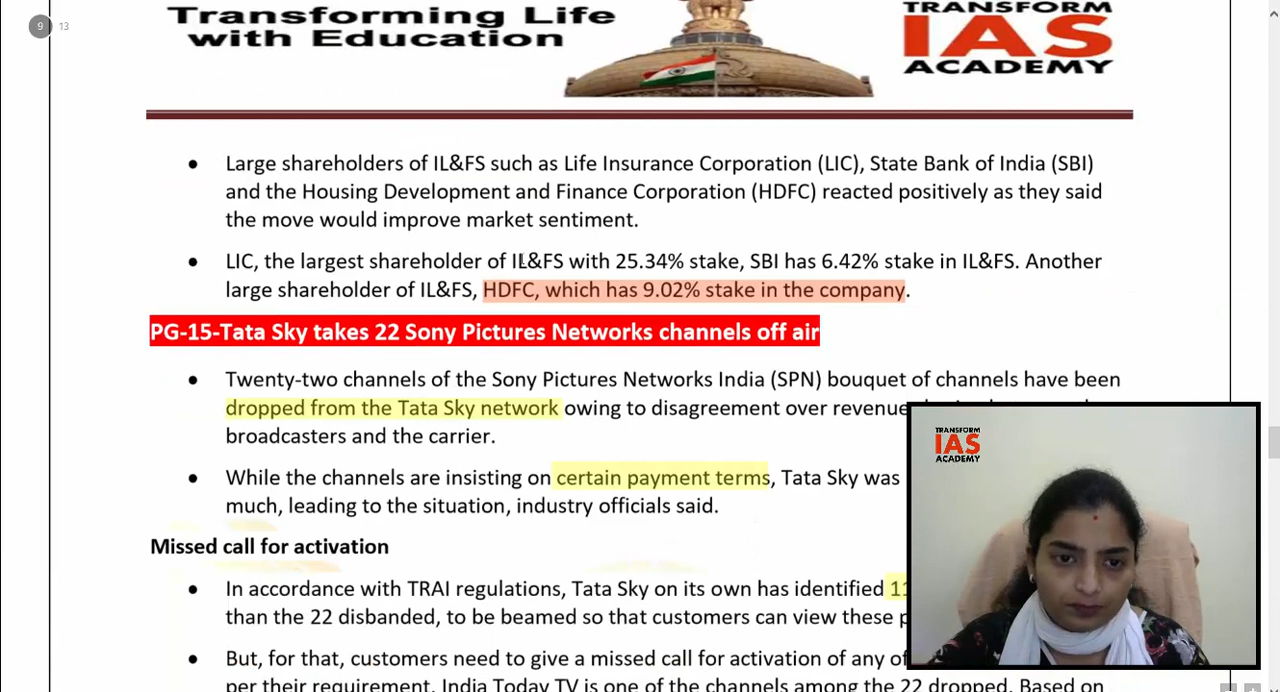 9 13
Transforming Life
with Education
TRANSFORM
IAS
ACADEMY
• Large shareholders of IL&FS such as Life Insurance Corporation (LIC), State Bank of India (SBI)
and the Housing Development and Finance Corporation (HDFC) reacted positively as they said
the move would improve market sentiment.
• LIC, the largest shareholder of IL&FS with 25.34% stake, SBI has 6.42% stake in IL&FS. Another
large shareholder of IL&FS, HDFC, which has 9.02% stake in the company.
PG-15-Tata Sky takes 22 Sony Pictures Networks channels off air
• Twenty-two channels of the Sony Pictures Networks India (SPN) bouquet of channels have been
dropped from the Tata Sky network owing to disagreement over revenue
broadcasters and the carrier.
• While the channels are insisting on certain payment terms, Tata Sky was
much, leading to the situation, industry officials said.
Missed call for activation
• In accordance with TRAI regulations, Tata Sky on its own has identified 11
than the 22 disbanded, to be beamed so that customers can view these
• But, for that, customers need to give a missed call for activation of any of
per their requirement. India Today TV is one of the channels among the 22 dropped. Based on
TRANSFORM
IAS
ACADEMY